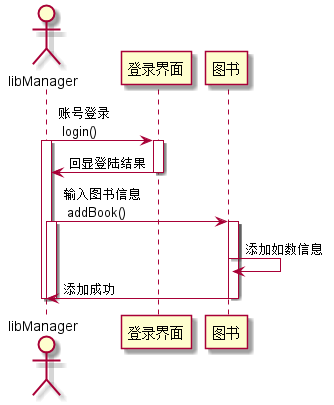 libManager
登录界面
图书
账号登录
login()
回显登陆结果
输入图书信息
addBook()
添加如数信息
添加成功
libManager
登录界面
图书